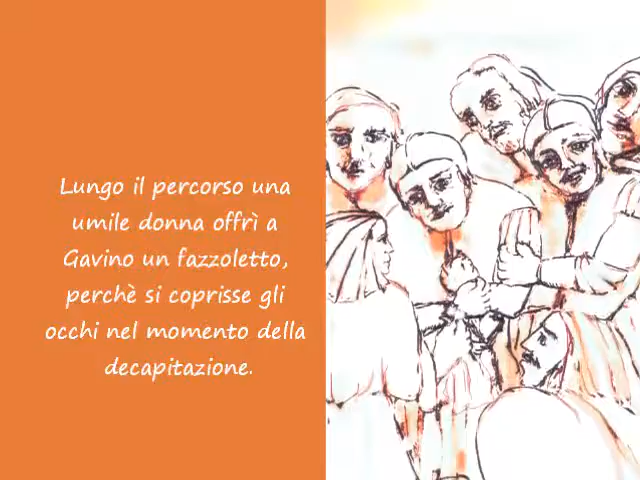 Lungo il percorso una
umile donna offrì a
Gavino un fazzoletto,
perchè si coprisse gli
occhi nel momento della
decapitazione.